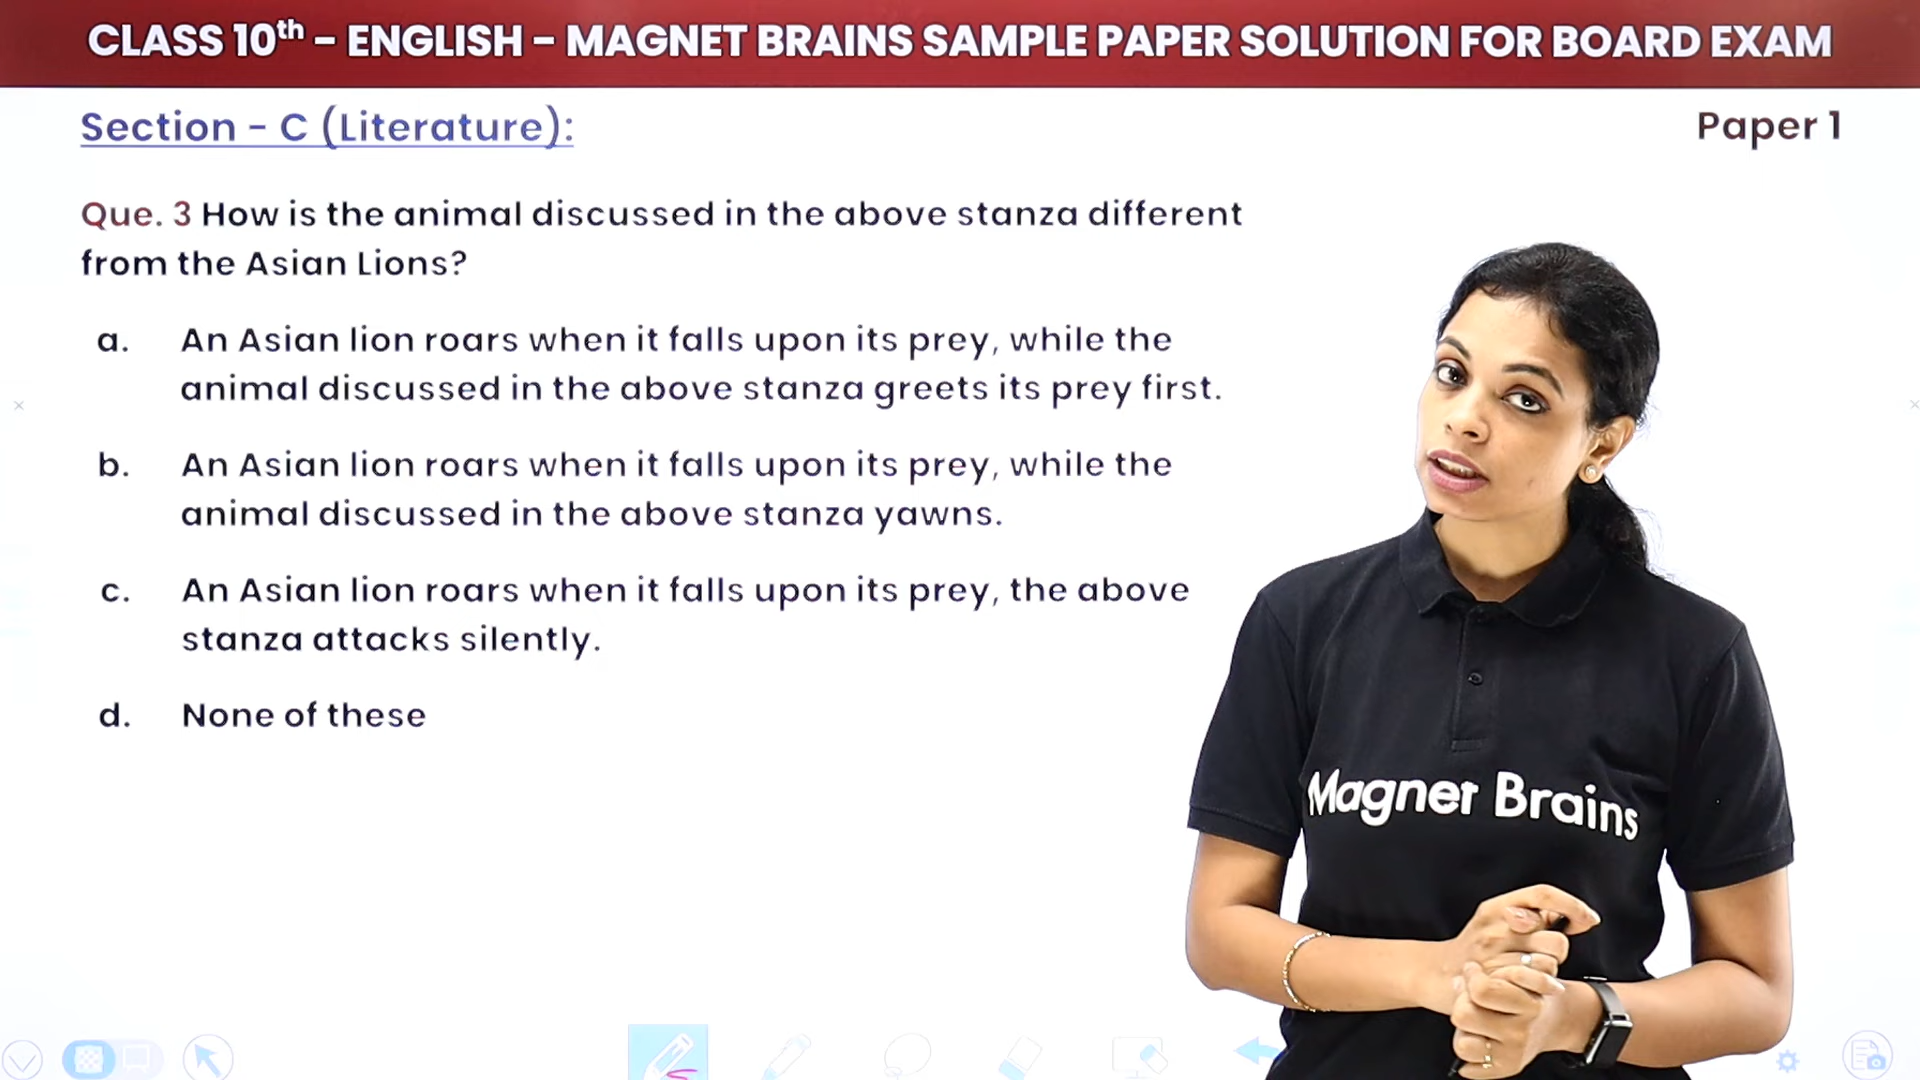 CLASS 10th - ENGLISH - MAGNET BRAINS SAMPLE PAPER SOLUTION FOR BOARD EXAM
Section - C (Literature):
Paper 1
Que. 3 How is the animal discussed in the above stanza different
from the Asian Lions?
a. An Asian lion roars when it falls upon its prey, while the
animal discussed in the above stanza greets its prey first.
b. An Asian lion roars when it falls upon its prey, while the
animal discussed in the above stanza yawns.
c. An Asian lion roars when it falls upon its prey, the above
stanza attacks silently.
d. None of these
Magnet Brains